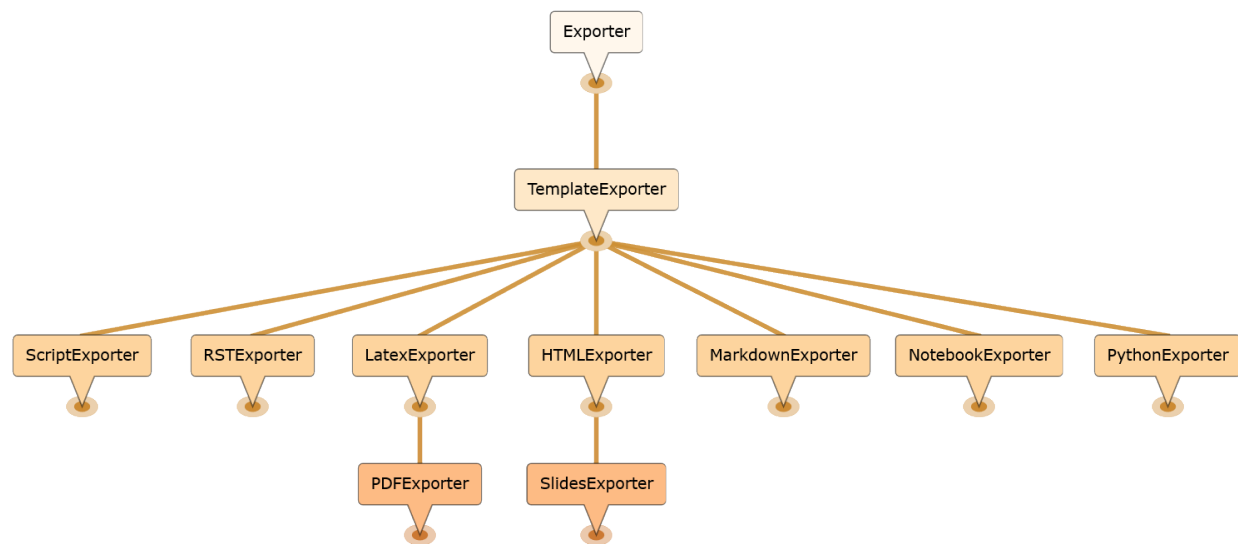 Exporter
TemplateExporter
ScriptExporter
RSTExporter
LatexExporter
HTMLExporter
MarkdownExporter
NotebookExporter
PythonExporter
PDFExporter
SlidesExporter